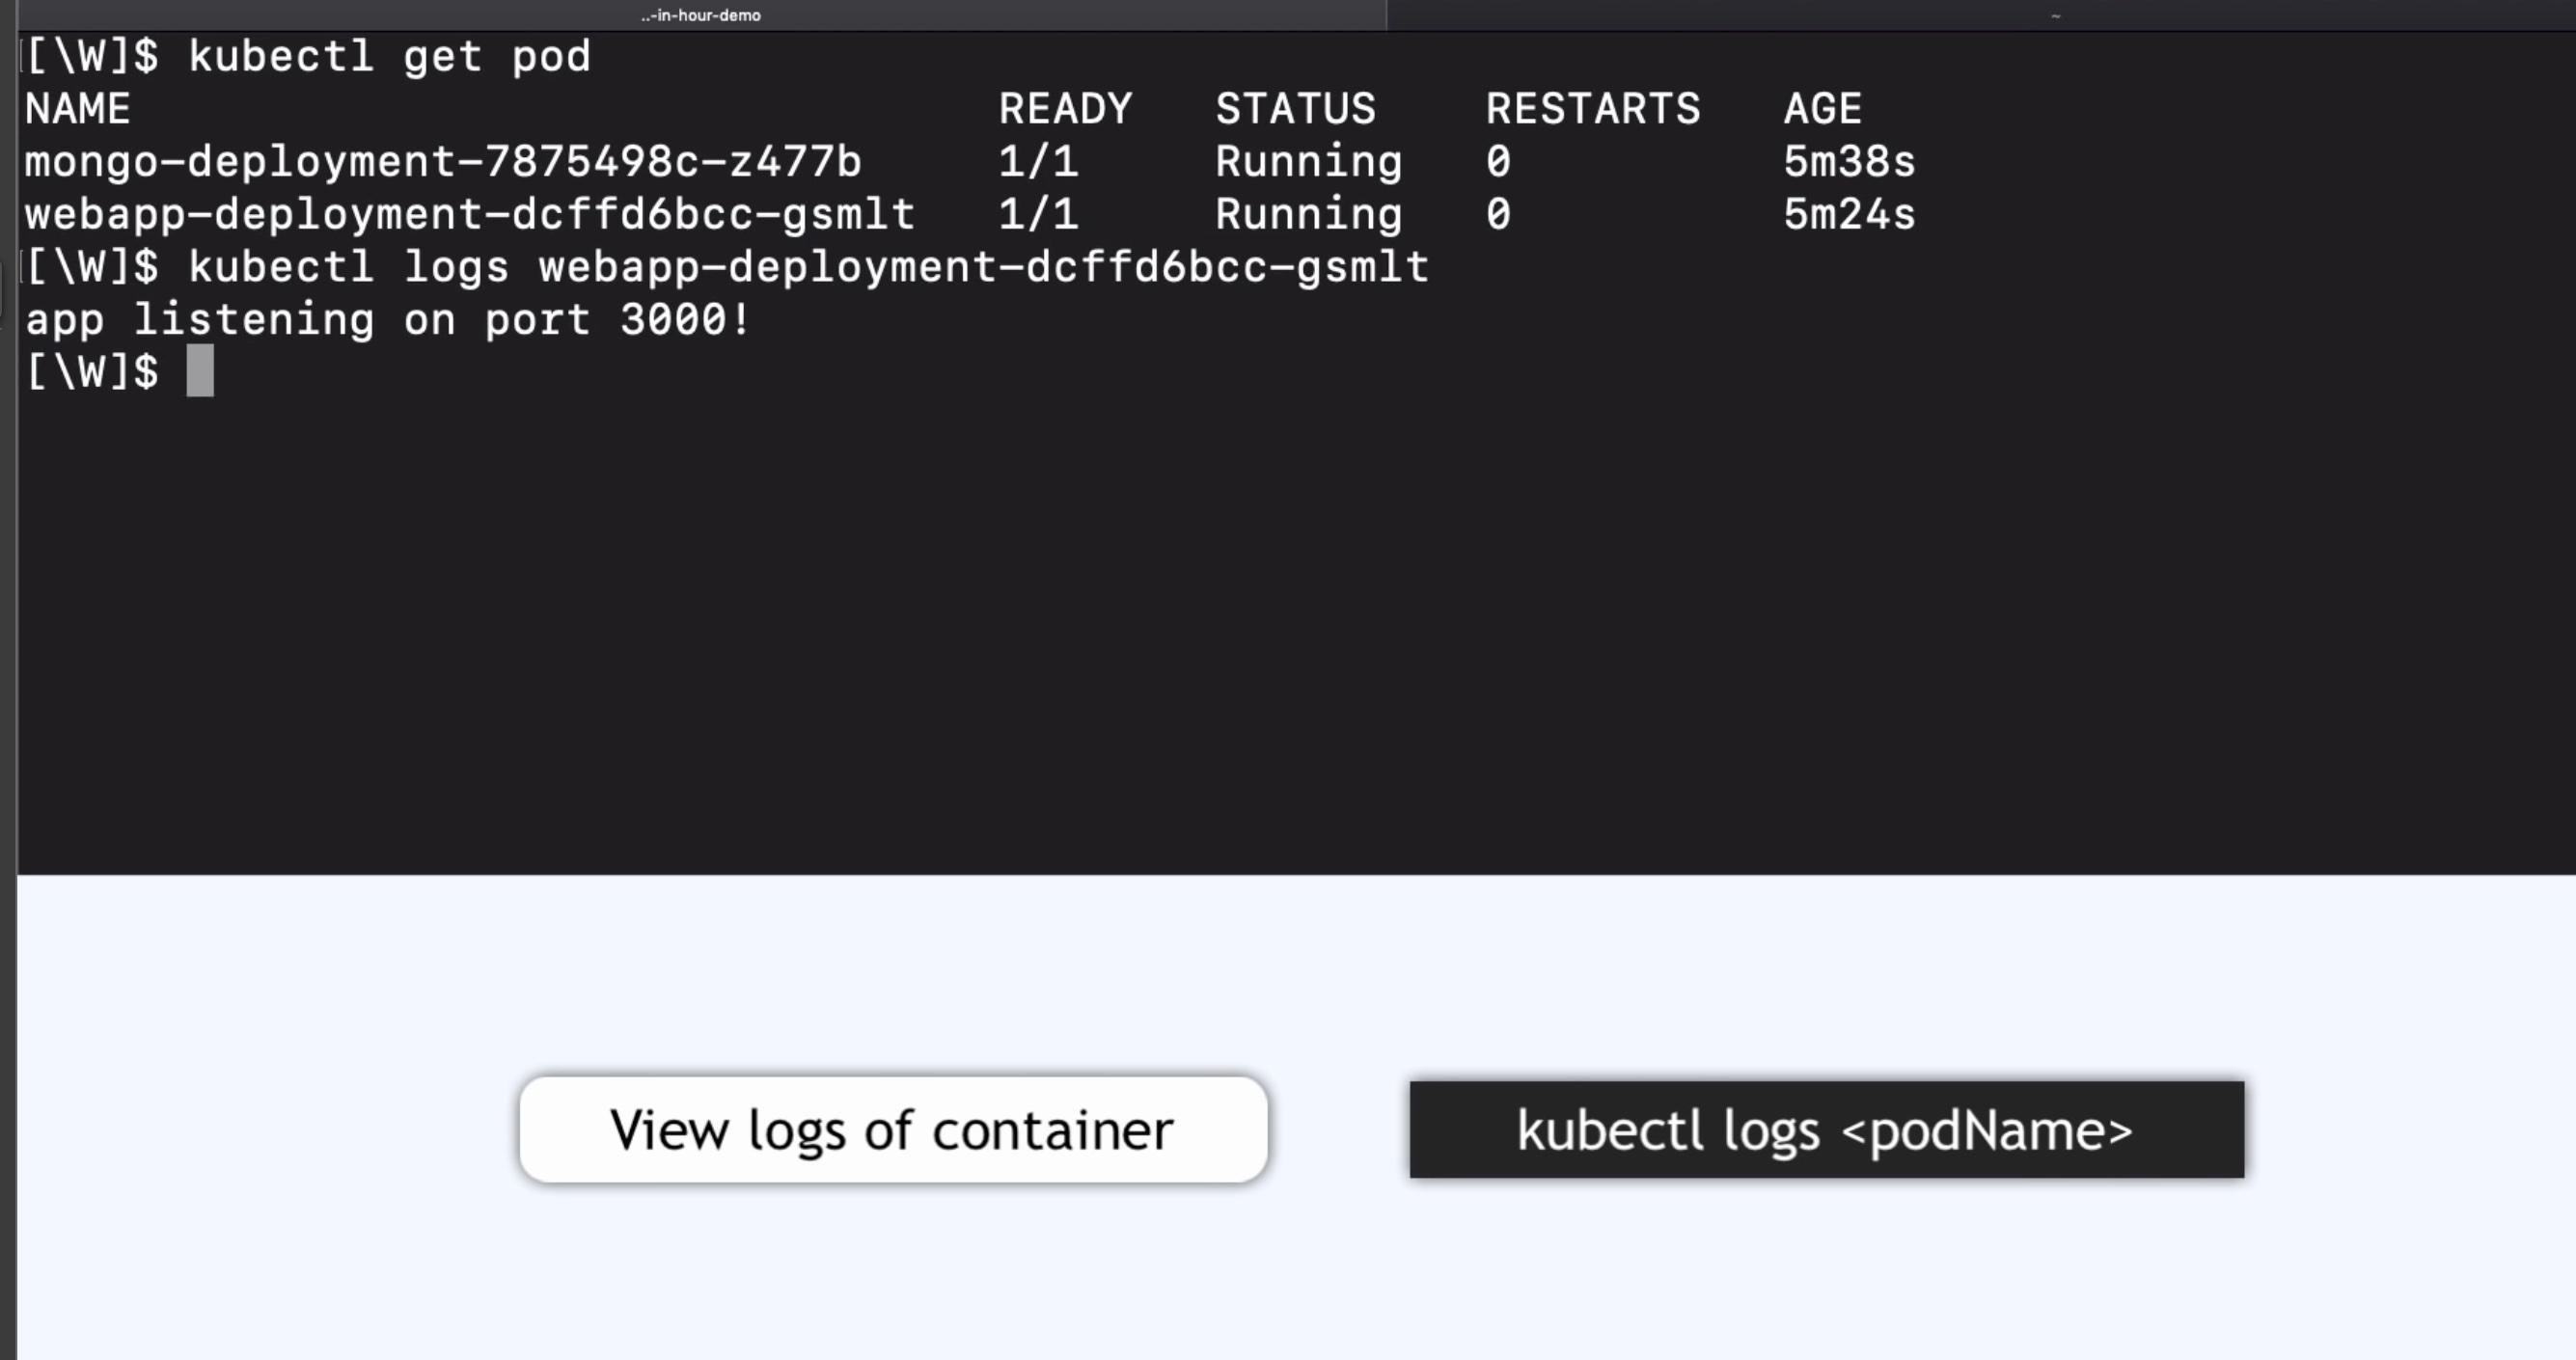 ..-in-hour-demo
~
[\W]$ kubectl get pod
NAME READY STATUS RESTARTS AGE
mongo-deployment-7875498c-z477b 1/1 Running 0 5m38s
webapp-deployment-dcffd6bcc-gsmlt 1/1 Running 0 5m24s
[\W]$ kubectl logs webapp-deployment-dcffd6bcc-gsmlt
app listening on port 3000!
[\W]$
View logs of container
kubectl logs <podName>